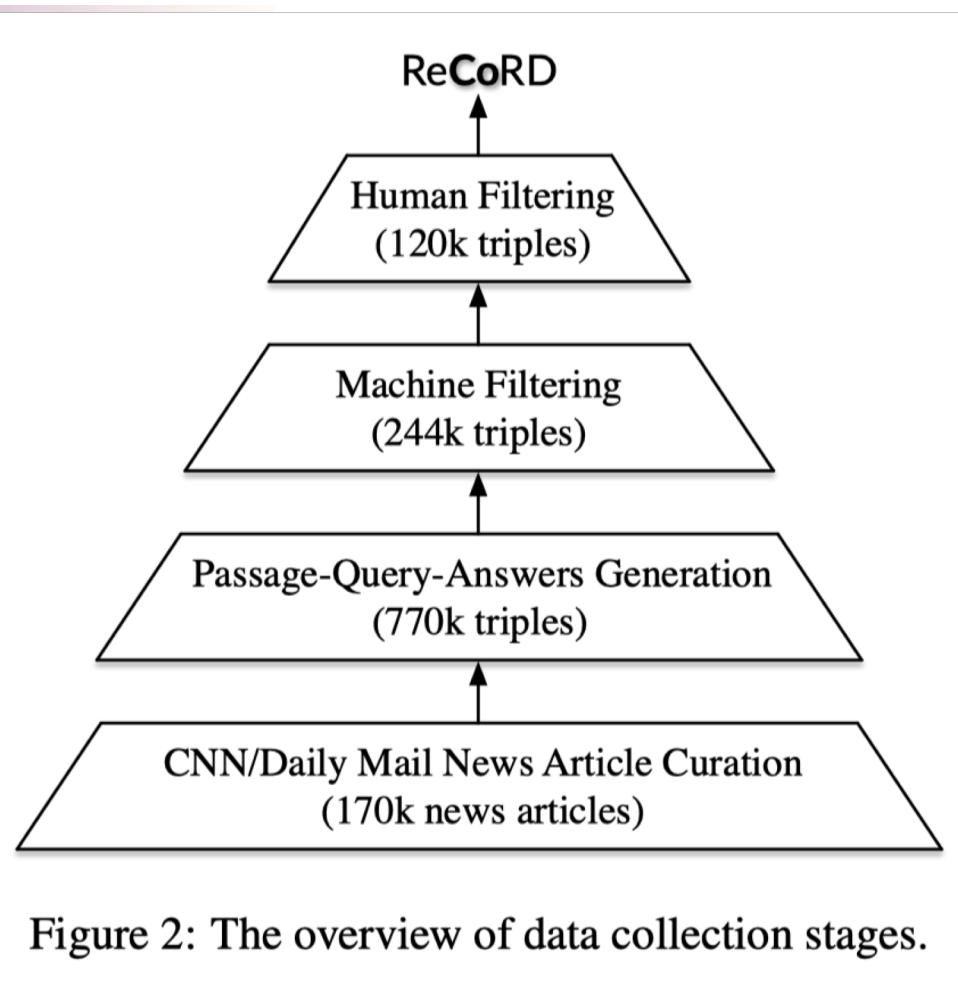 ReCoRD
Human Filtering
(120k triples)
Machine Filtering
(244k triples)
Passage-Query-Answers Generation
(770k triples)
CNN/Daily Mail News Article Curation
(170k news articles)
Figure 2: The overview of data collection stages.